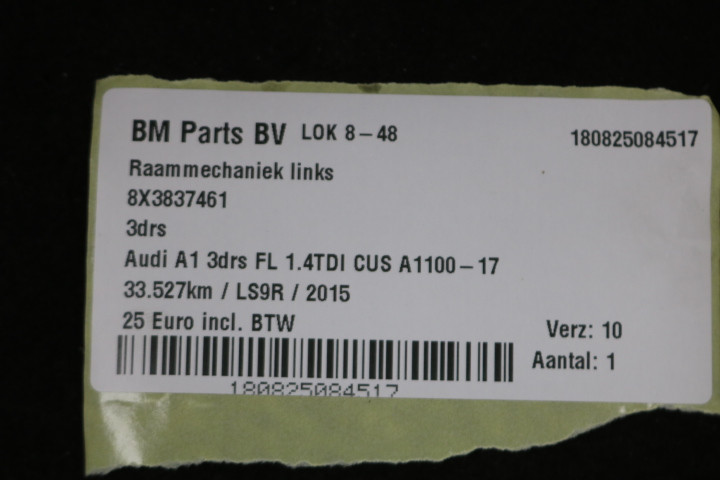 BM Parts BV LOK 8-48 180825084517
Raammechaniek links
8X3837461
3drs
Audi A1 3drs FL 1.4TDI CUS A1100-17
33.527km / LS9R / 2015
25 Euro incl. BTW Verz: 10
Aantal: 1
180825084517